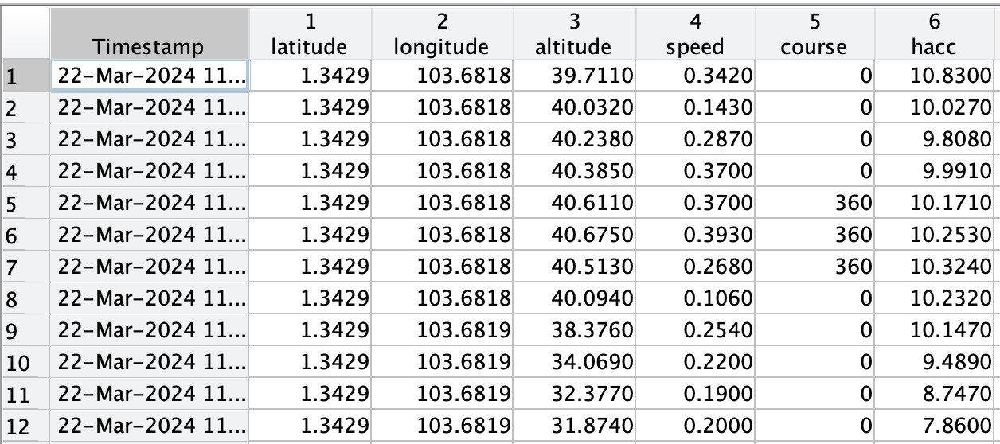 1 2 3 4 5 6
Timestamp latitude longitude altitude speed course hacc
1 22-Mar-2024 11... 1.3429 103.6818 39.7110 0.3420 0 10.8300
2 22-Mar-2024 11... 1.3429 103.6818 40.0320 0.1430 0 10.0270
3 22-Mar-2024 11... 1.3429 103.6818 40.2380 0.2870 0 9.8080
4 22-Mar-2024 11... 1.3429 103.6818 40.3850 0.3700 0 9.9910
5 22-Mar-2024 11... 1.3429 103.6818 40.6110 0.3700 360 10.1710
6 22-Mar-2024 11... 1.3429 103.6818 40.6750 0.3930 360 10.2530
7 22-Mar-2024 11... 1.3429 103.6818 40.5130 0.2680 360 10.3240
8 22-Mar-2024 11... 1.3429 103.6818 40.0940 0.1060 0 10.2320
9 22-Mar-2024 11... 1.3429 103.6819 38.3760 0.2540 0 10.1470
10 22-Mar-2024 11... 1.3429 103.6819 34.0690 0.2200 0 9.4890
11 22-Mar-2024 11... 1.3429 103.6819 32.3770 0.1900 0 8.7470
12 22-Mar-2024 11... 1.3429 103.6819 31.8740 0.2000 0 7.8600